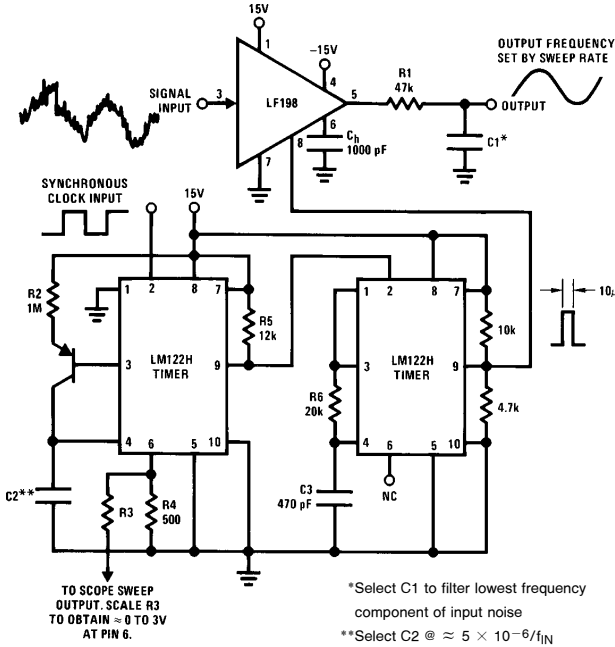 15V
1
-15V
OUTPUT FREQUENCY
SET BY SWEEP RATE
4
SIGNAL
INPUT
3
LF198
5
R1
47k
OUTPUT
6
8
C_h
1000 pF
C1*
7
SYNCHRONOUS
CLOCK INPUT
15V
R2
1M
1
2
8
7
R5
12k
LM122H
TIMER
3
9
4
6
5
10
C2**
R3
R4
500
TO SCOPE SWEEP
OUTPUT. SCALE R3
TO OBTAIN ≈ 0 TO 3V
AT PIN 6.
1
2
8
7
10k
LM122H
TIMER
3
9
R6
20k
4.7k
4
6
5
10
C3
470 pF
NC
10μ
*Select C1 to filter lowest frequency
component of input noise
**Select C2 @ ≈ 5 × 10⁻⁶/f_IN